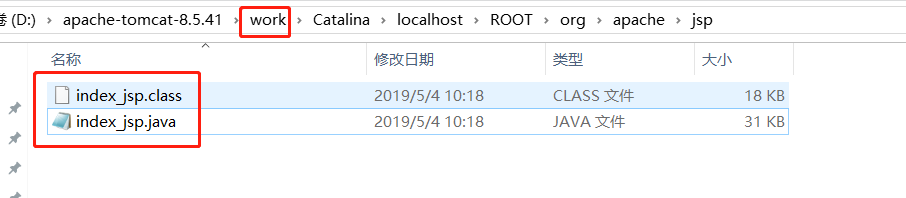 卷 (D:) › apache-tomcat-8.5.41 › work › Catalina › localhost › ROOT › org › apache › jsp
名称 修改日期 类型 大小
index_jsp.class 2019/5/4 10:18 CLASS 文件 18 KB
index_jsp.java 2019/5/4 10:18 JAVA 文件 31 KB